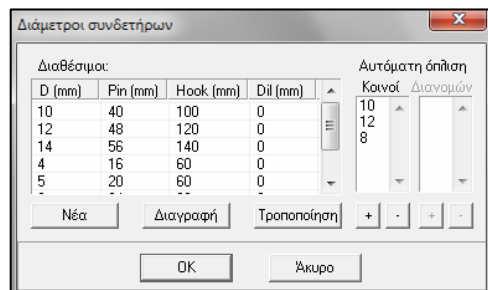 Διάμετροι συνδετήρων
Διαθέσιμοι:
D (mm) Pin (mm) Hook (mm) Dil (mm)
10 40 100 0
12 48 120 0
14 56 140 0
4 16 60 0
5 20 60 0
Νέα Διαγραφή Τροποποίηση
Αυτόματη όπλιση
Κοινοί Διανομών
10
12
8
+ - + -
OK Άκυρο